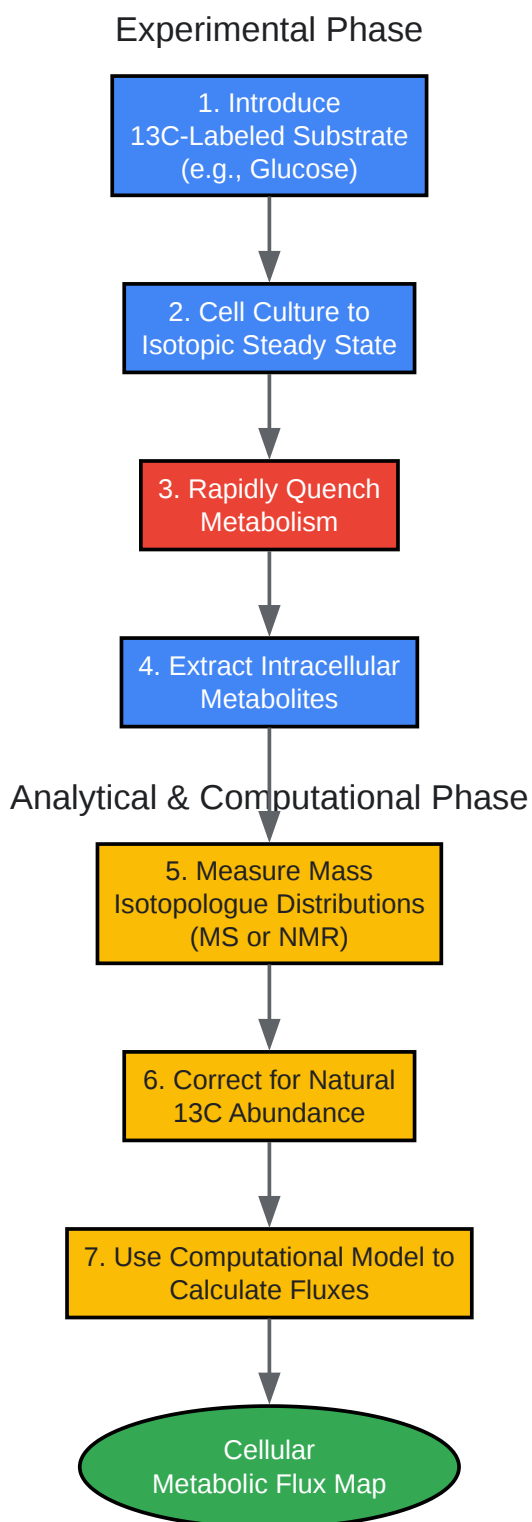 Experimental Phase
1. Introduce
13C-Labeled Substrate
(e.g., Glucose)
2. Cell Culture to
Isotopic Steady State
3. Rapidly Quench
Metabolism
4. Extract Intracellular
Metabolites
Analytical & Computational Phase
5. Measure Mass
Isotopologue Distributions
(MS or NMR)
6. Correct for Natural
13C Abundance
7. Use Computational Model to
Calculate Fluxes
Cellular
Metabolic Flux Map